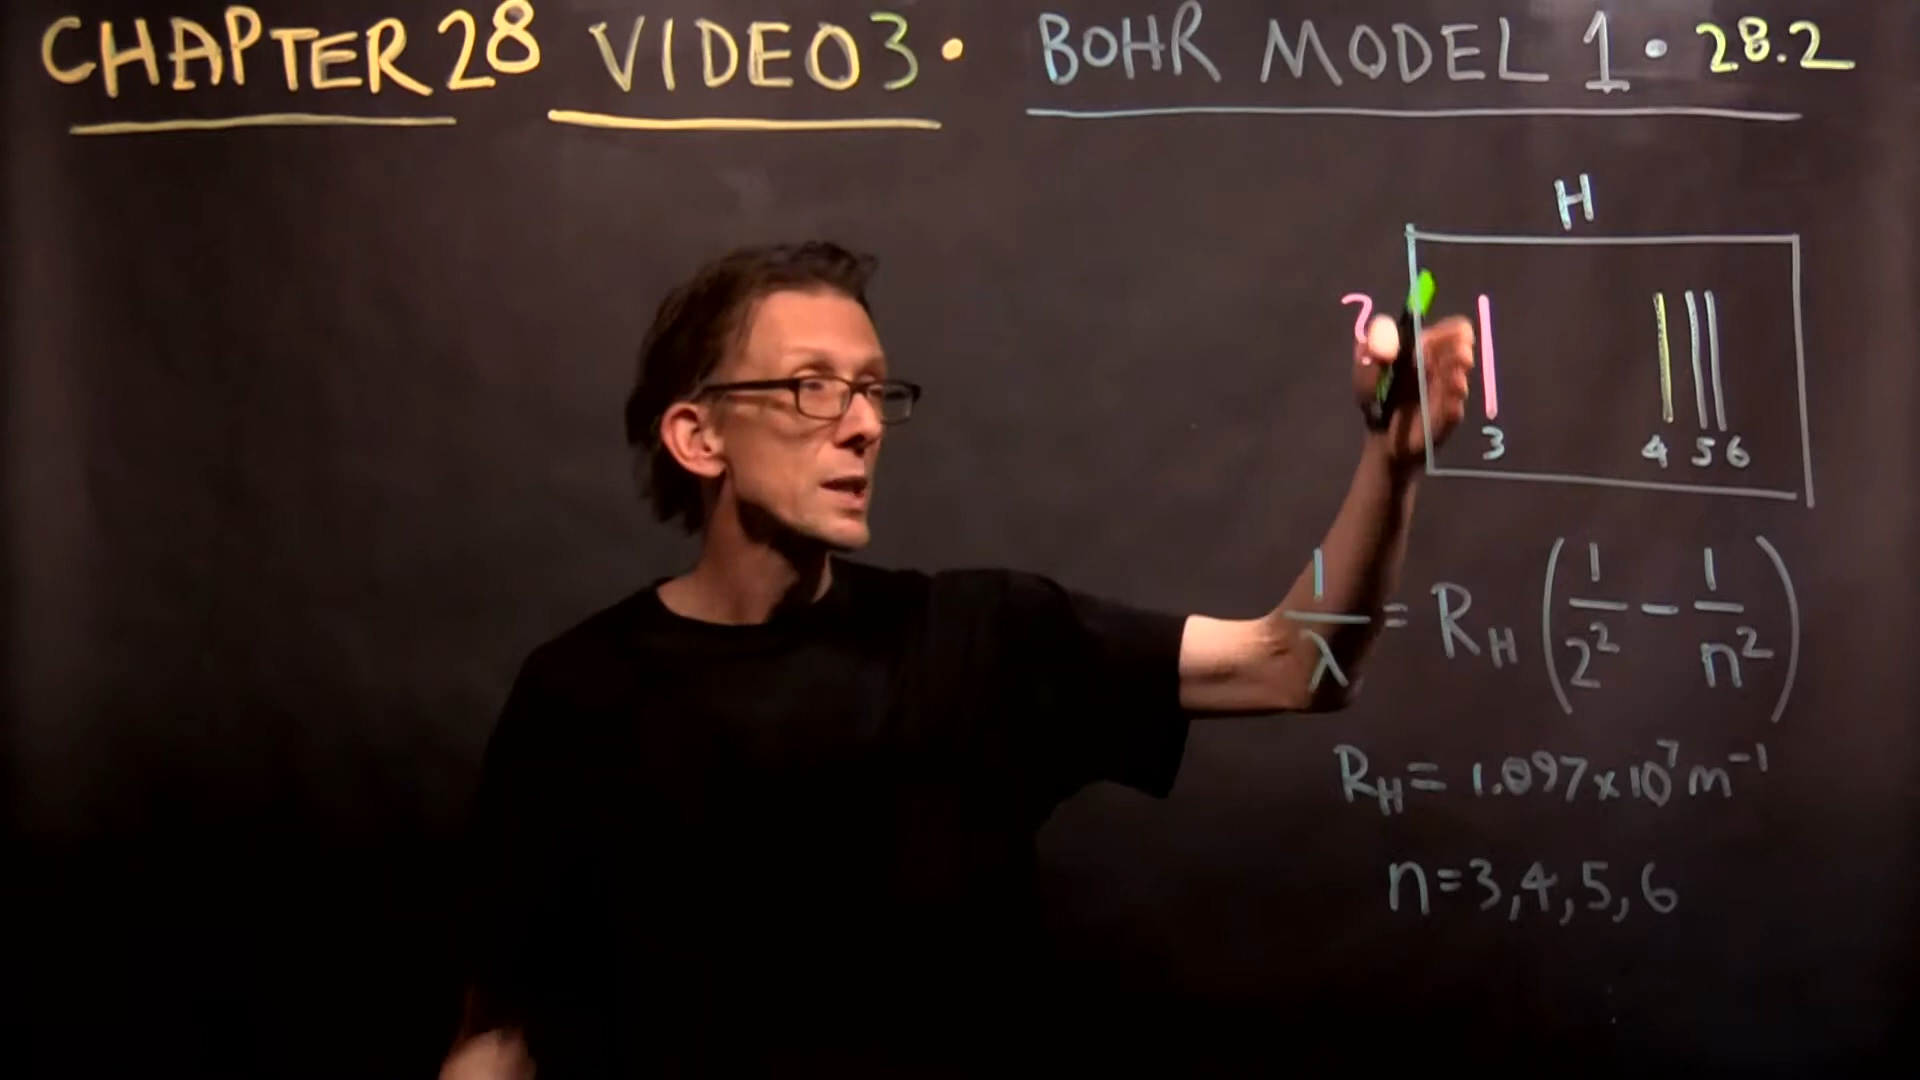 CHAPTER 28 VIDEO 3 • BOHR MODEL 1 • 28.2
H
?
3 4 5 6
1/λ = R_H (1/2² - 1/n²)
R_H = 1.097 x 10⁷ m⁻¹
n = 3, 4, 5, 6